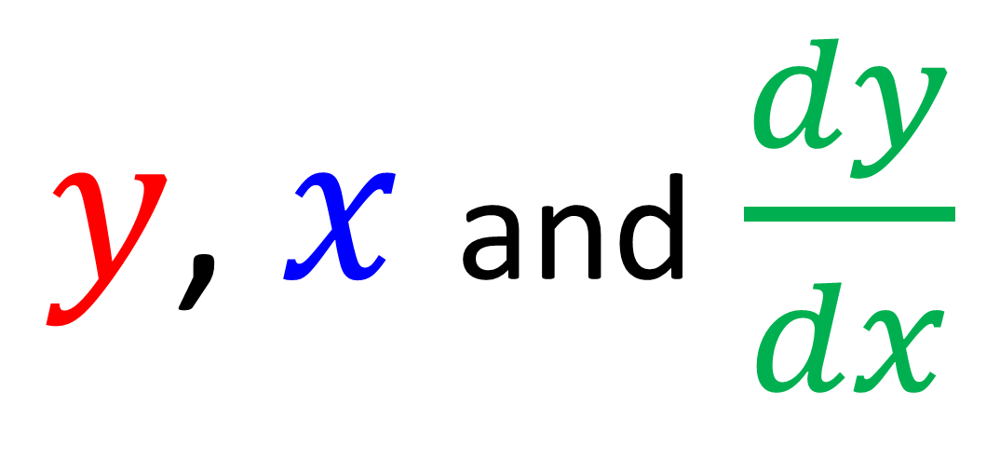 y, x and dy/dx